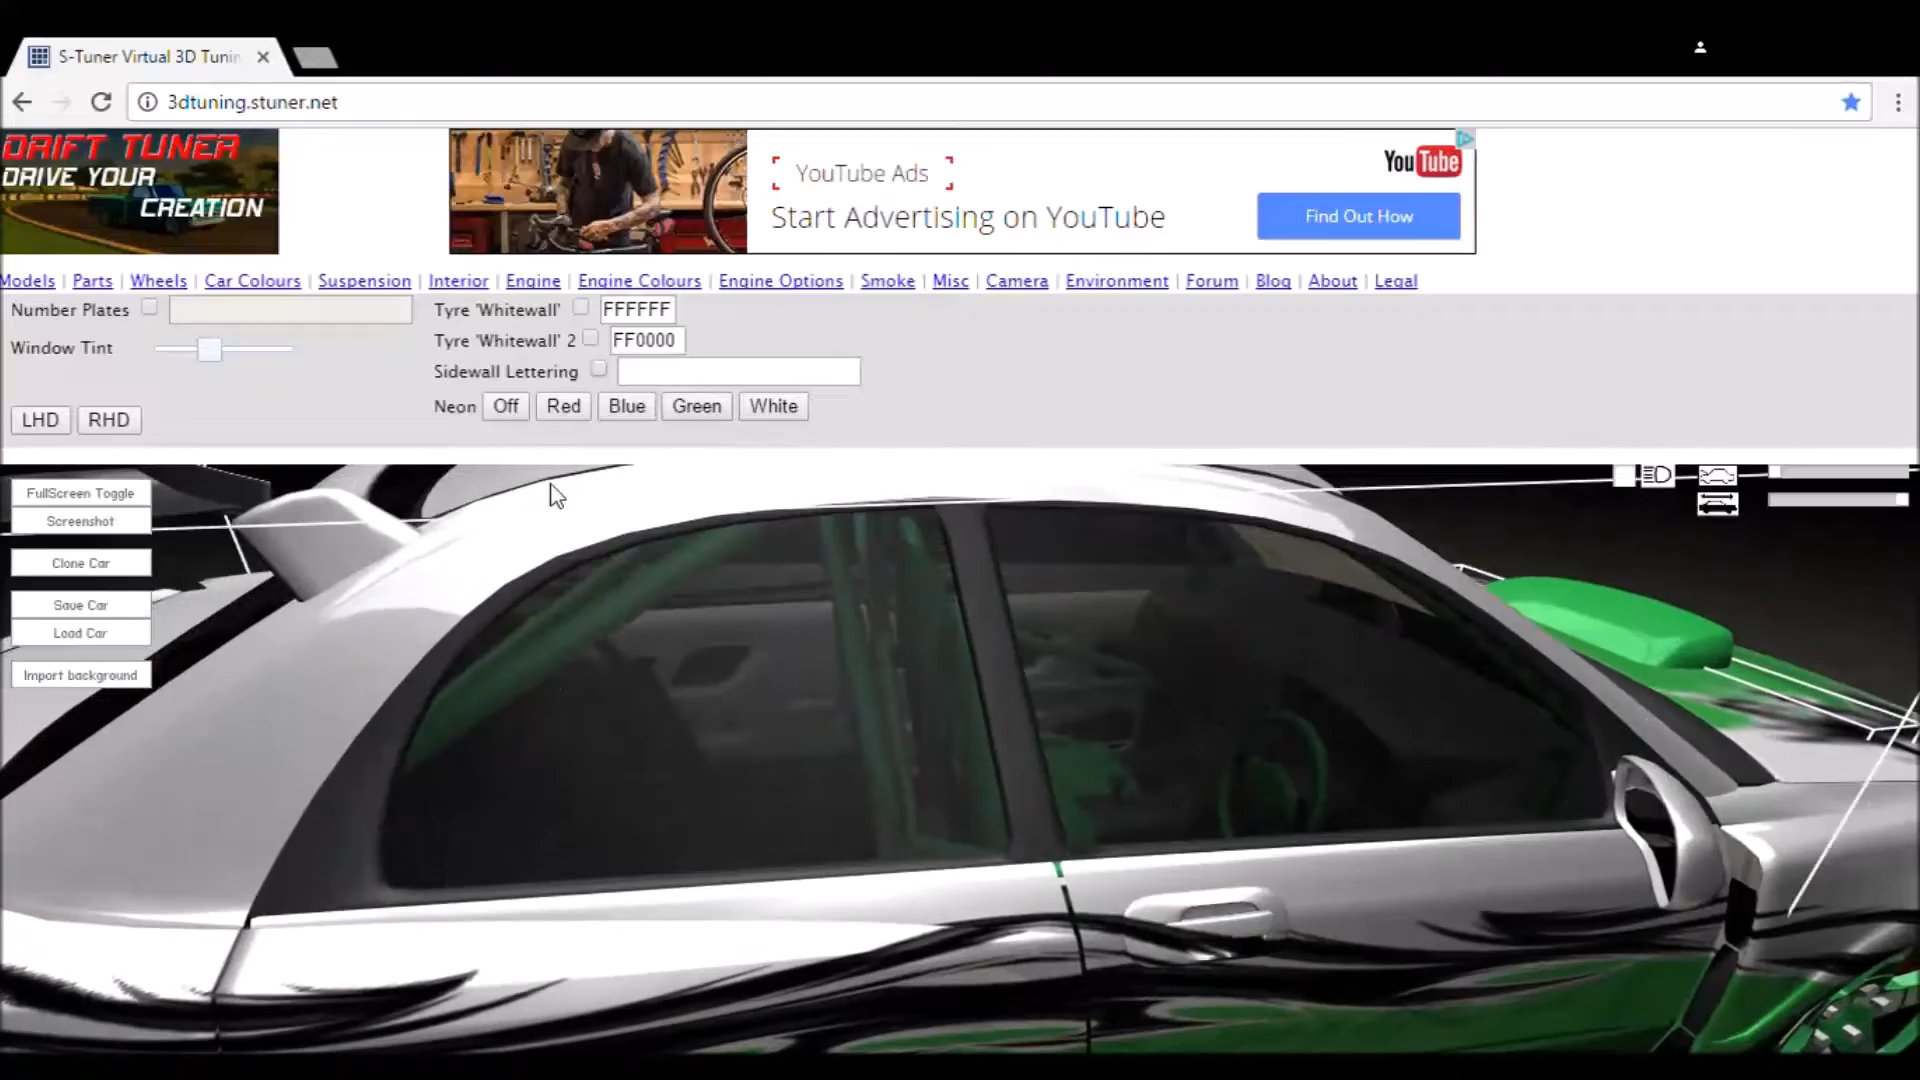 S-Tuner Virtual 3D Tunin
3dtuning.stuner.net
DRIFT TUNER
DRIVE YOUR
CREATION
YouTube Ads
Start Advertising on YouTube
YouTube
Find Out How
Models | Parts | Wheels | Car Colours | Suspension | Interior | Engine | Engine Colours | Engine Options | Smoke | Misc | Camera | Environment | Forum | Blog | About | Legal
Number Plates
Tyre 'Whitewall' FFFFFF
Window Tint
Tyre 'Whitewall' 2 FF0000
Sidewall Lettering
Neon Off Red Blue Green White
LHD RHD
FullScreen Toggle
Screenshot
Clone Car
Save Car
Load Car
Import background